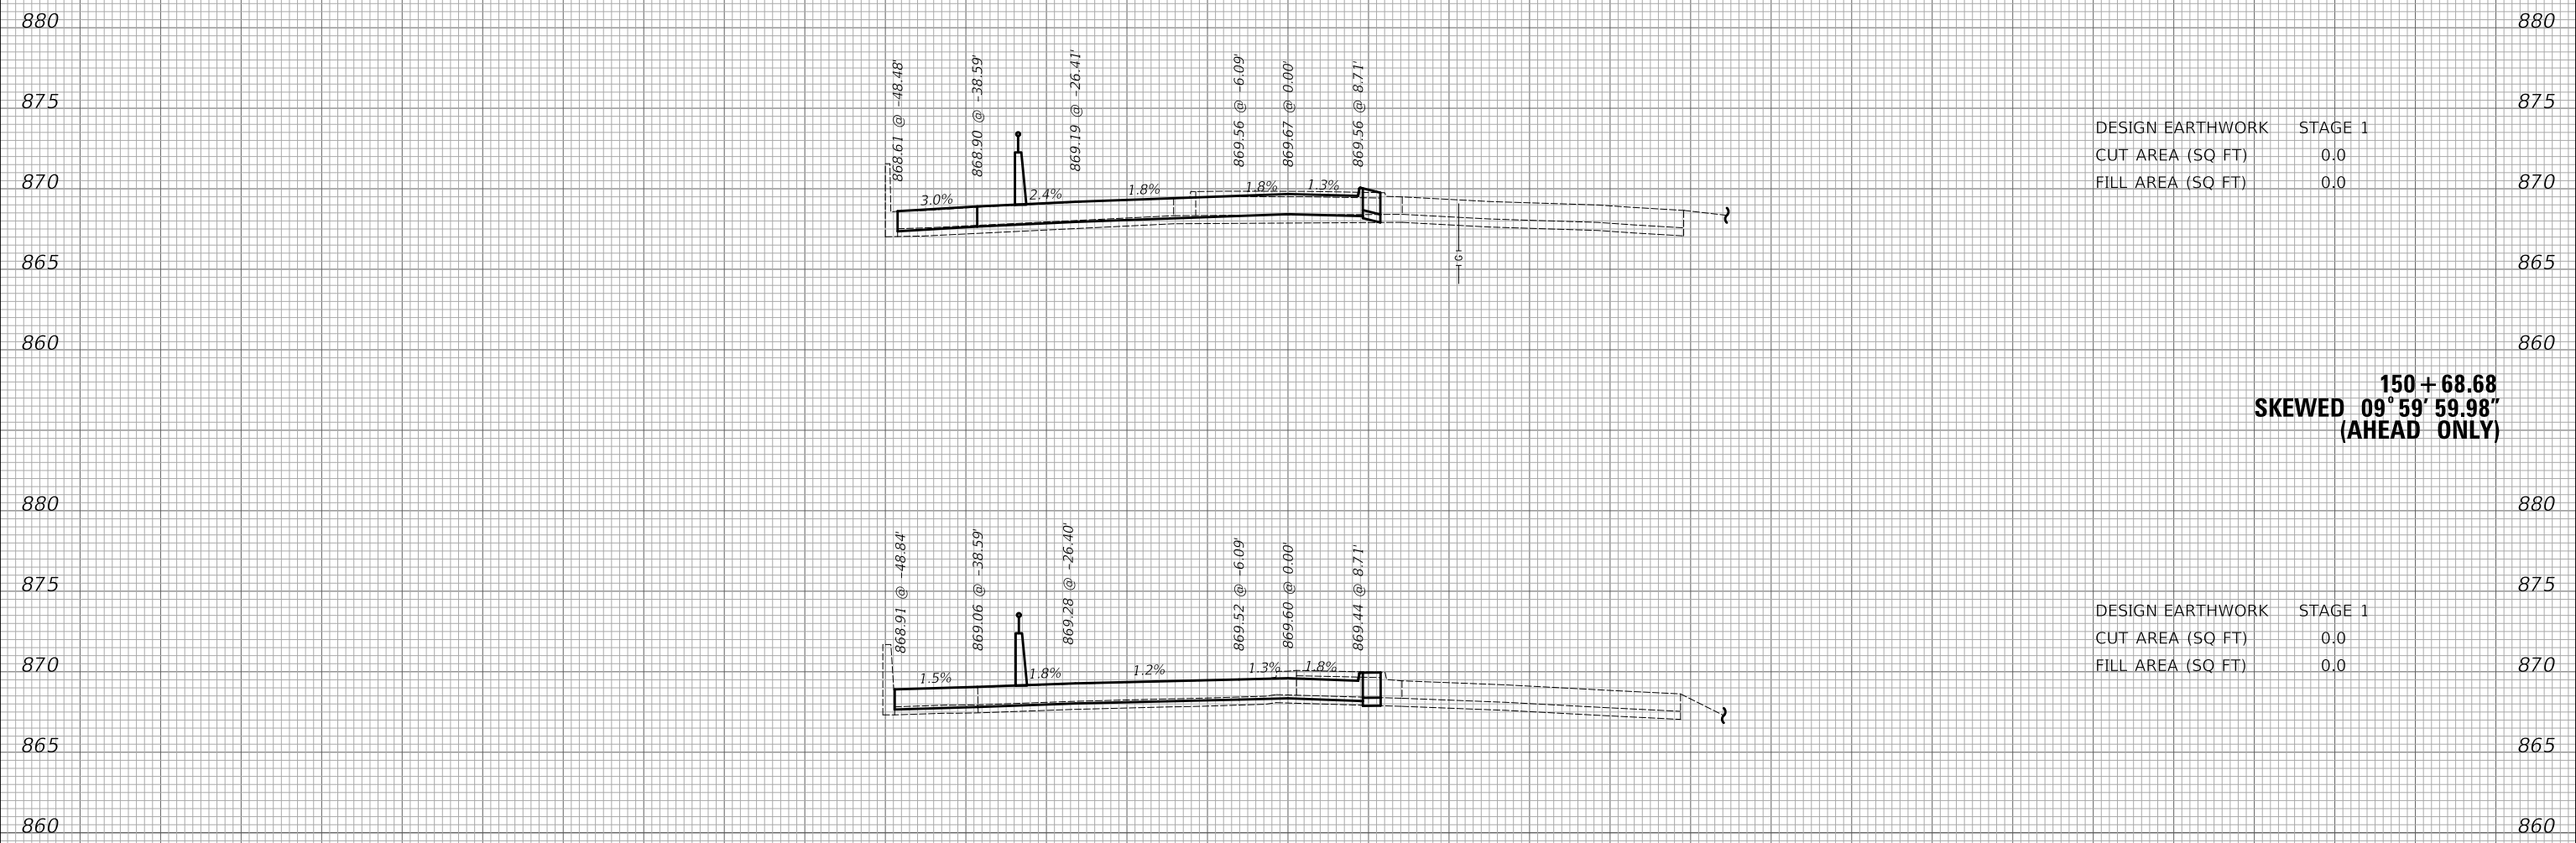 880 880
868.61 @ -48.48'
868.90 @ -38.59'
869.19 @ -26.41'
869.56 @ -6.09'
869.67 @ 0.00'
869.56 @ 8.71'
875 875
DESIGN EARTHWORK STAGE 1
CUT AREA (SQ FT) 0.0
FILL AREA (SQ FT) 0.0
870 870
3.0% 2.4% 1.8% 1.8% 1.3%
G
865 865
860 860
150+68.68
SKEWED 09°59'59.98"
(AHEAD ONLY)
880 880
868.91 @ -48.84'
869.06 @ -38.59'
869.28 @ -26.40'
869.52 @ -6.09'
869.60 @ 0.00'
869.44 @ 8.71'
875 875
DESIGN EARTHWORK STAGE 1
CUT AREA (SQ FT) 0.0
FILL AREA (SQ FT) 0.0
870 870
1.5% 1.8% 1.2% 1.3% 1.8%
865 865
860 860